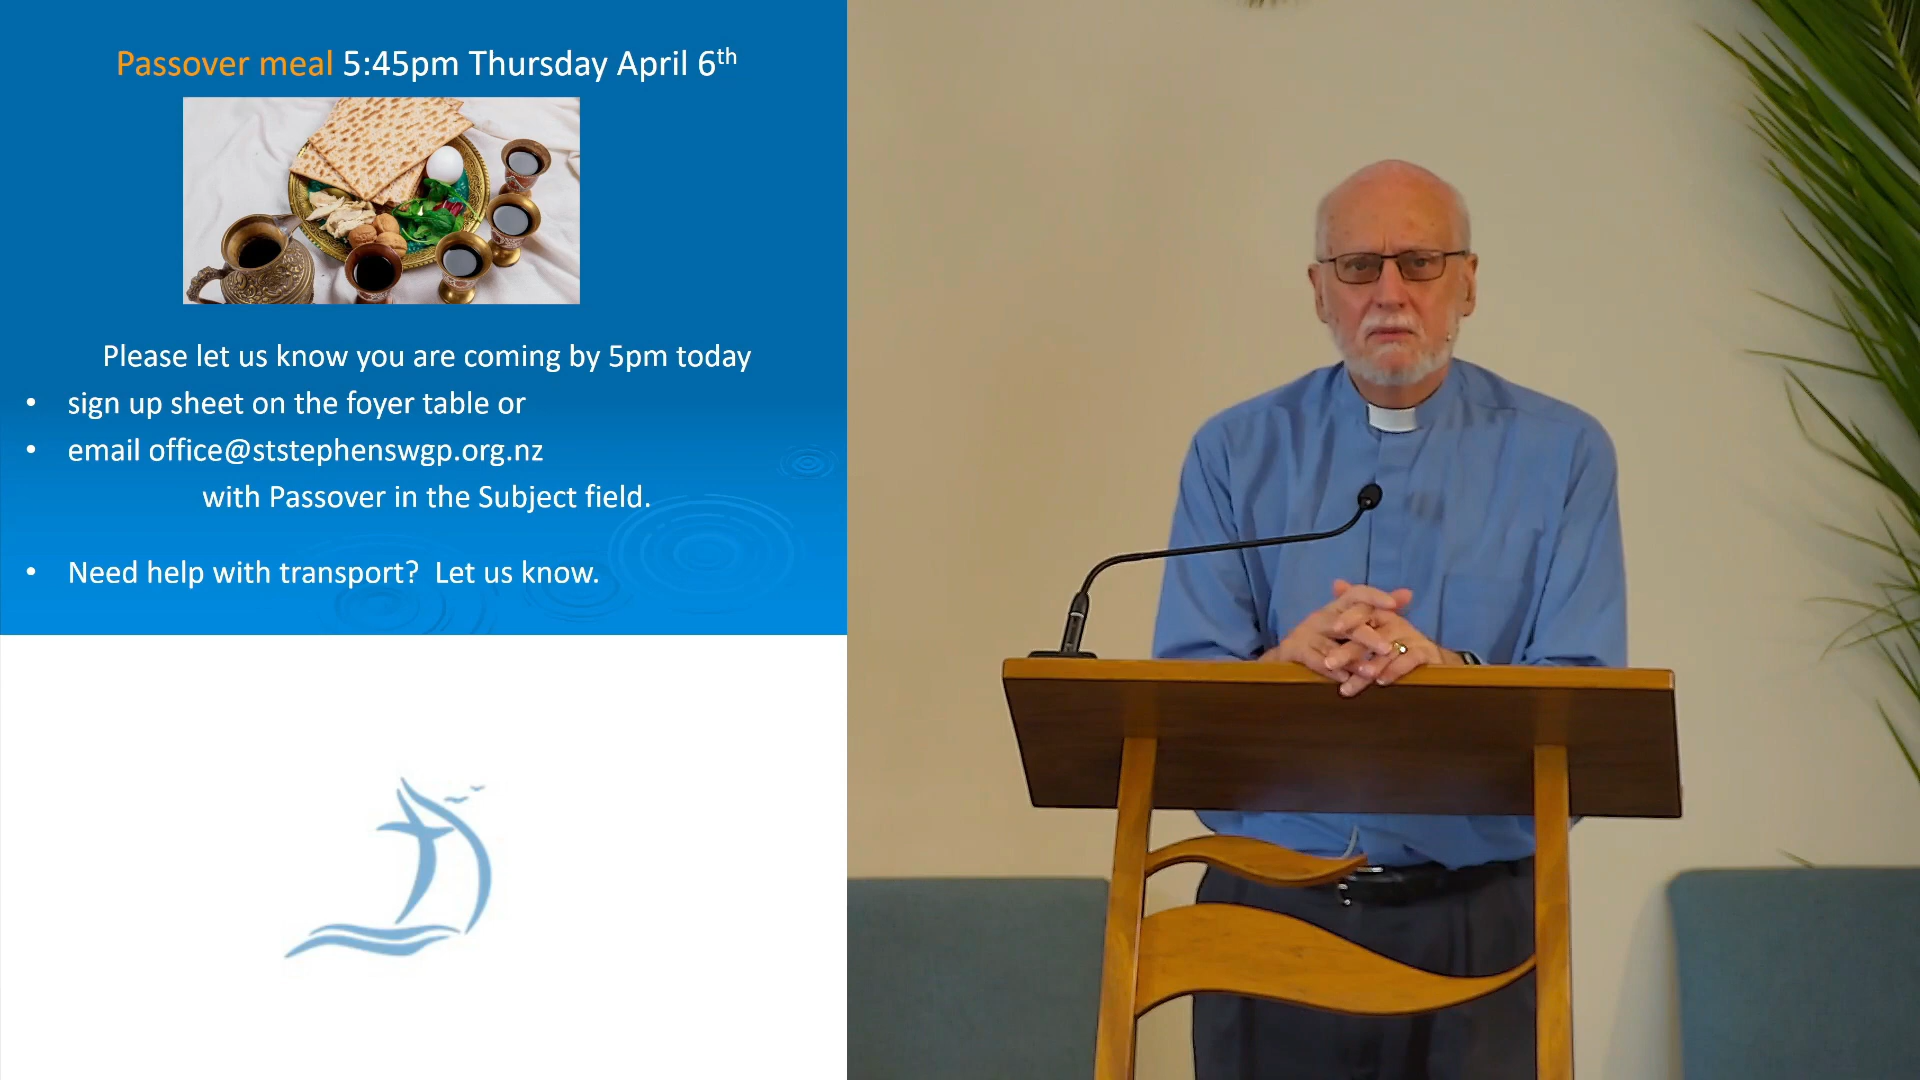 Passover meal 5:45pm Thursday April 6th
Please let us know you are coming by 5pm today
• sign up sheet on the foyer table or
• email office@ststephenswgp.org.nz
with Passover in the Subject field.
• Need help with transport? Let us know.